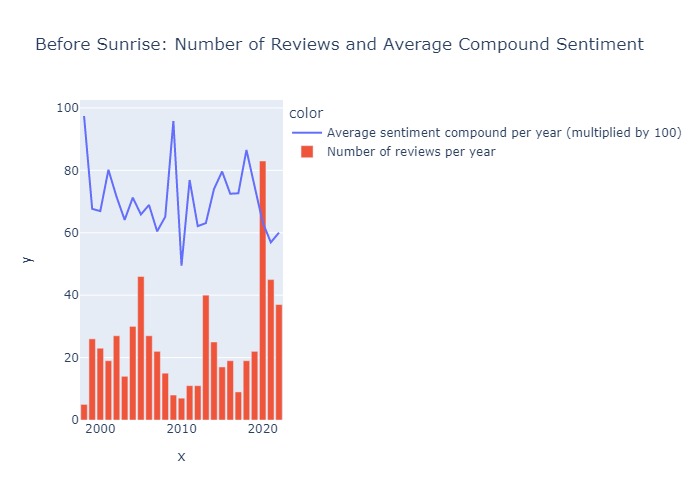 Before Sunrise: Number of Reviews and Average Compound Sentiment
color
Average sentiment compound per year (multiplied by 100)
Number of reviews per year
100
80
60
40
20
0
y
2000 2010 2020
x